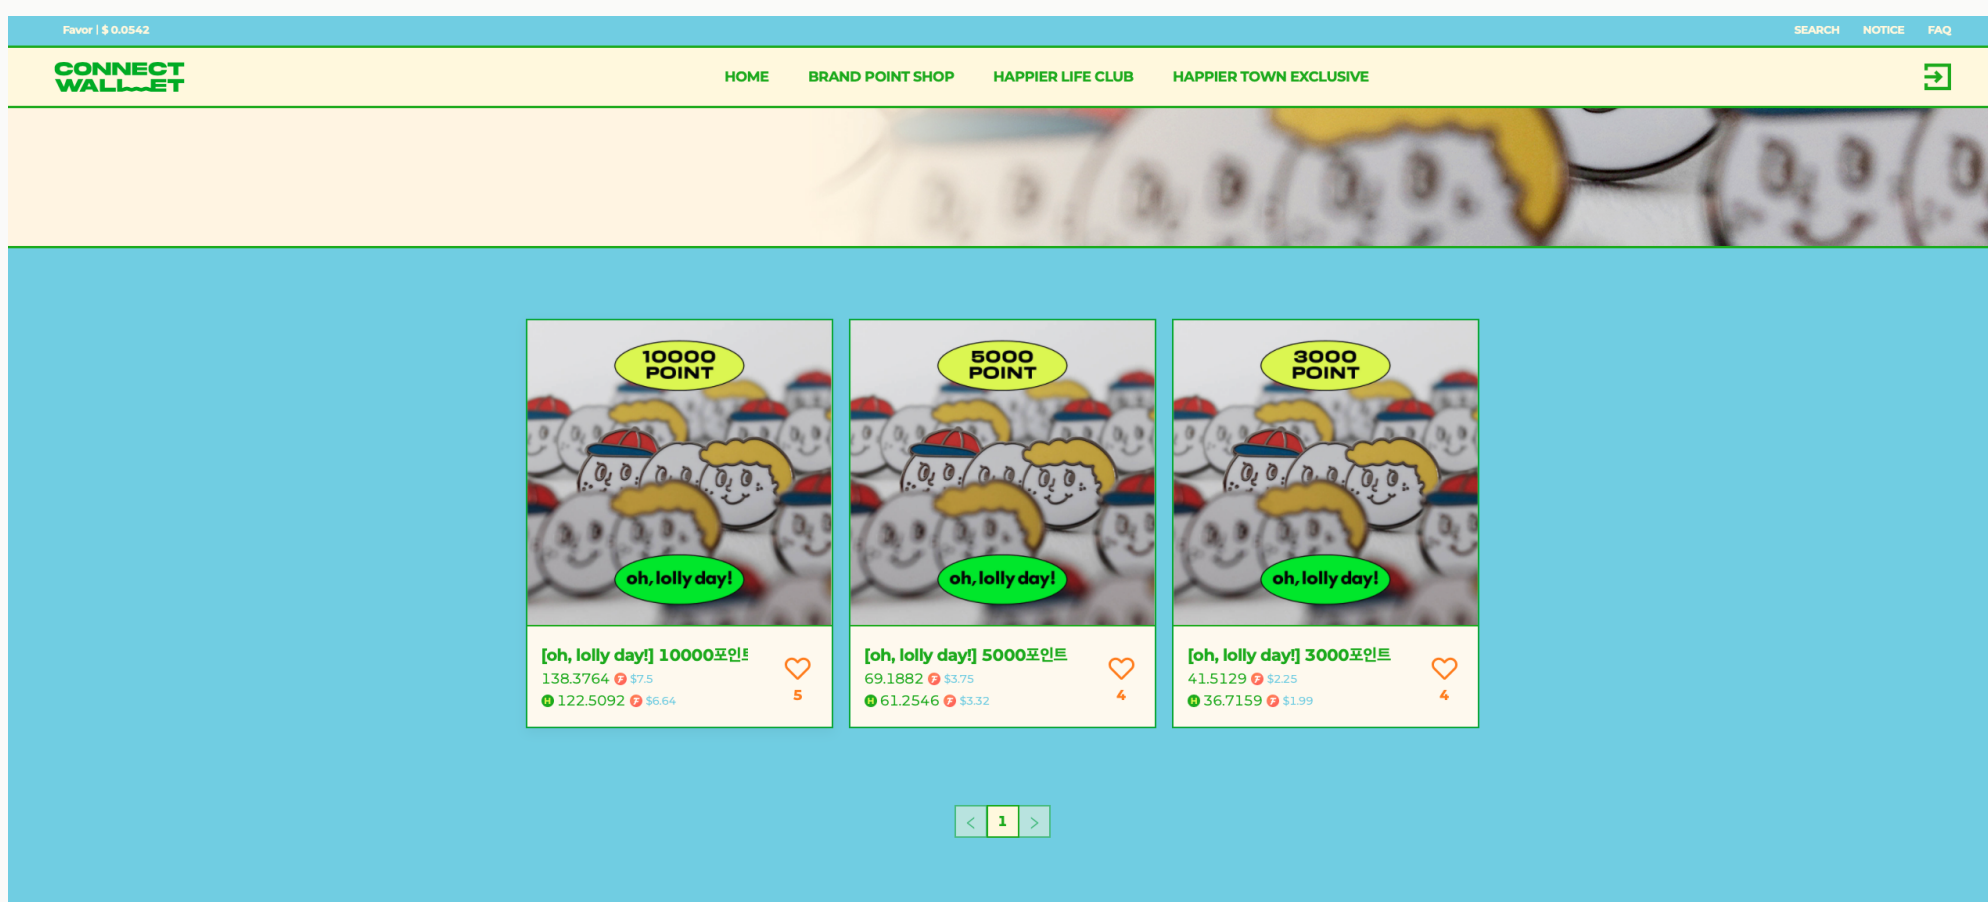 Favor | $ 0.0542
SEARCH NOTICE FAQ
CONNECT
WALLET
HOME BRAND POINT SHOP HAPPIER LIFE CLUB HAPPIER TOWN EXCLUSIVE
10000
POINT
oh, lolly day!
[oh, lolly day!] 10000포인트
138.3764 $7.5
H 122.5092 $6.64
5
5000
POINT
oh, lolly day!
[oh, lolly day!] 5000포인트
69.1882 $3.75
H 61.2546 $3.32
4
3000
POINT
oh, lolly day!
[oh, lolly day!] 3000포인트
41.5129 $2.25
H 36.7159 $1.99
4
< 1 >